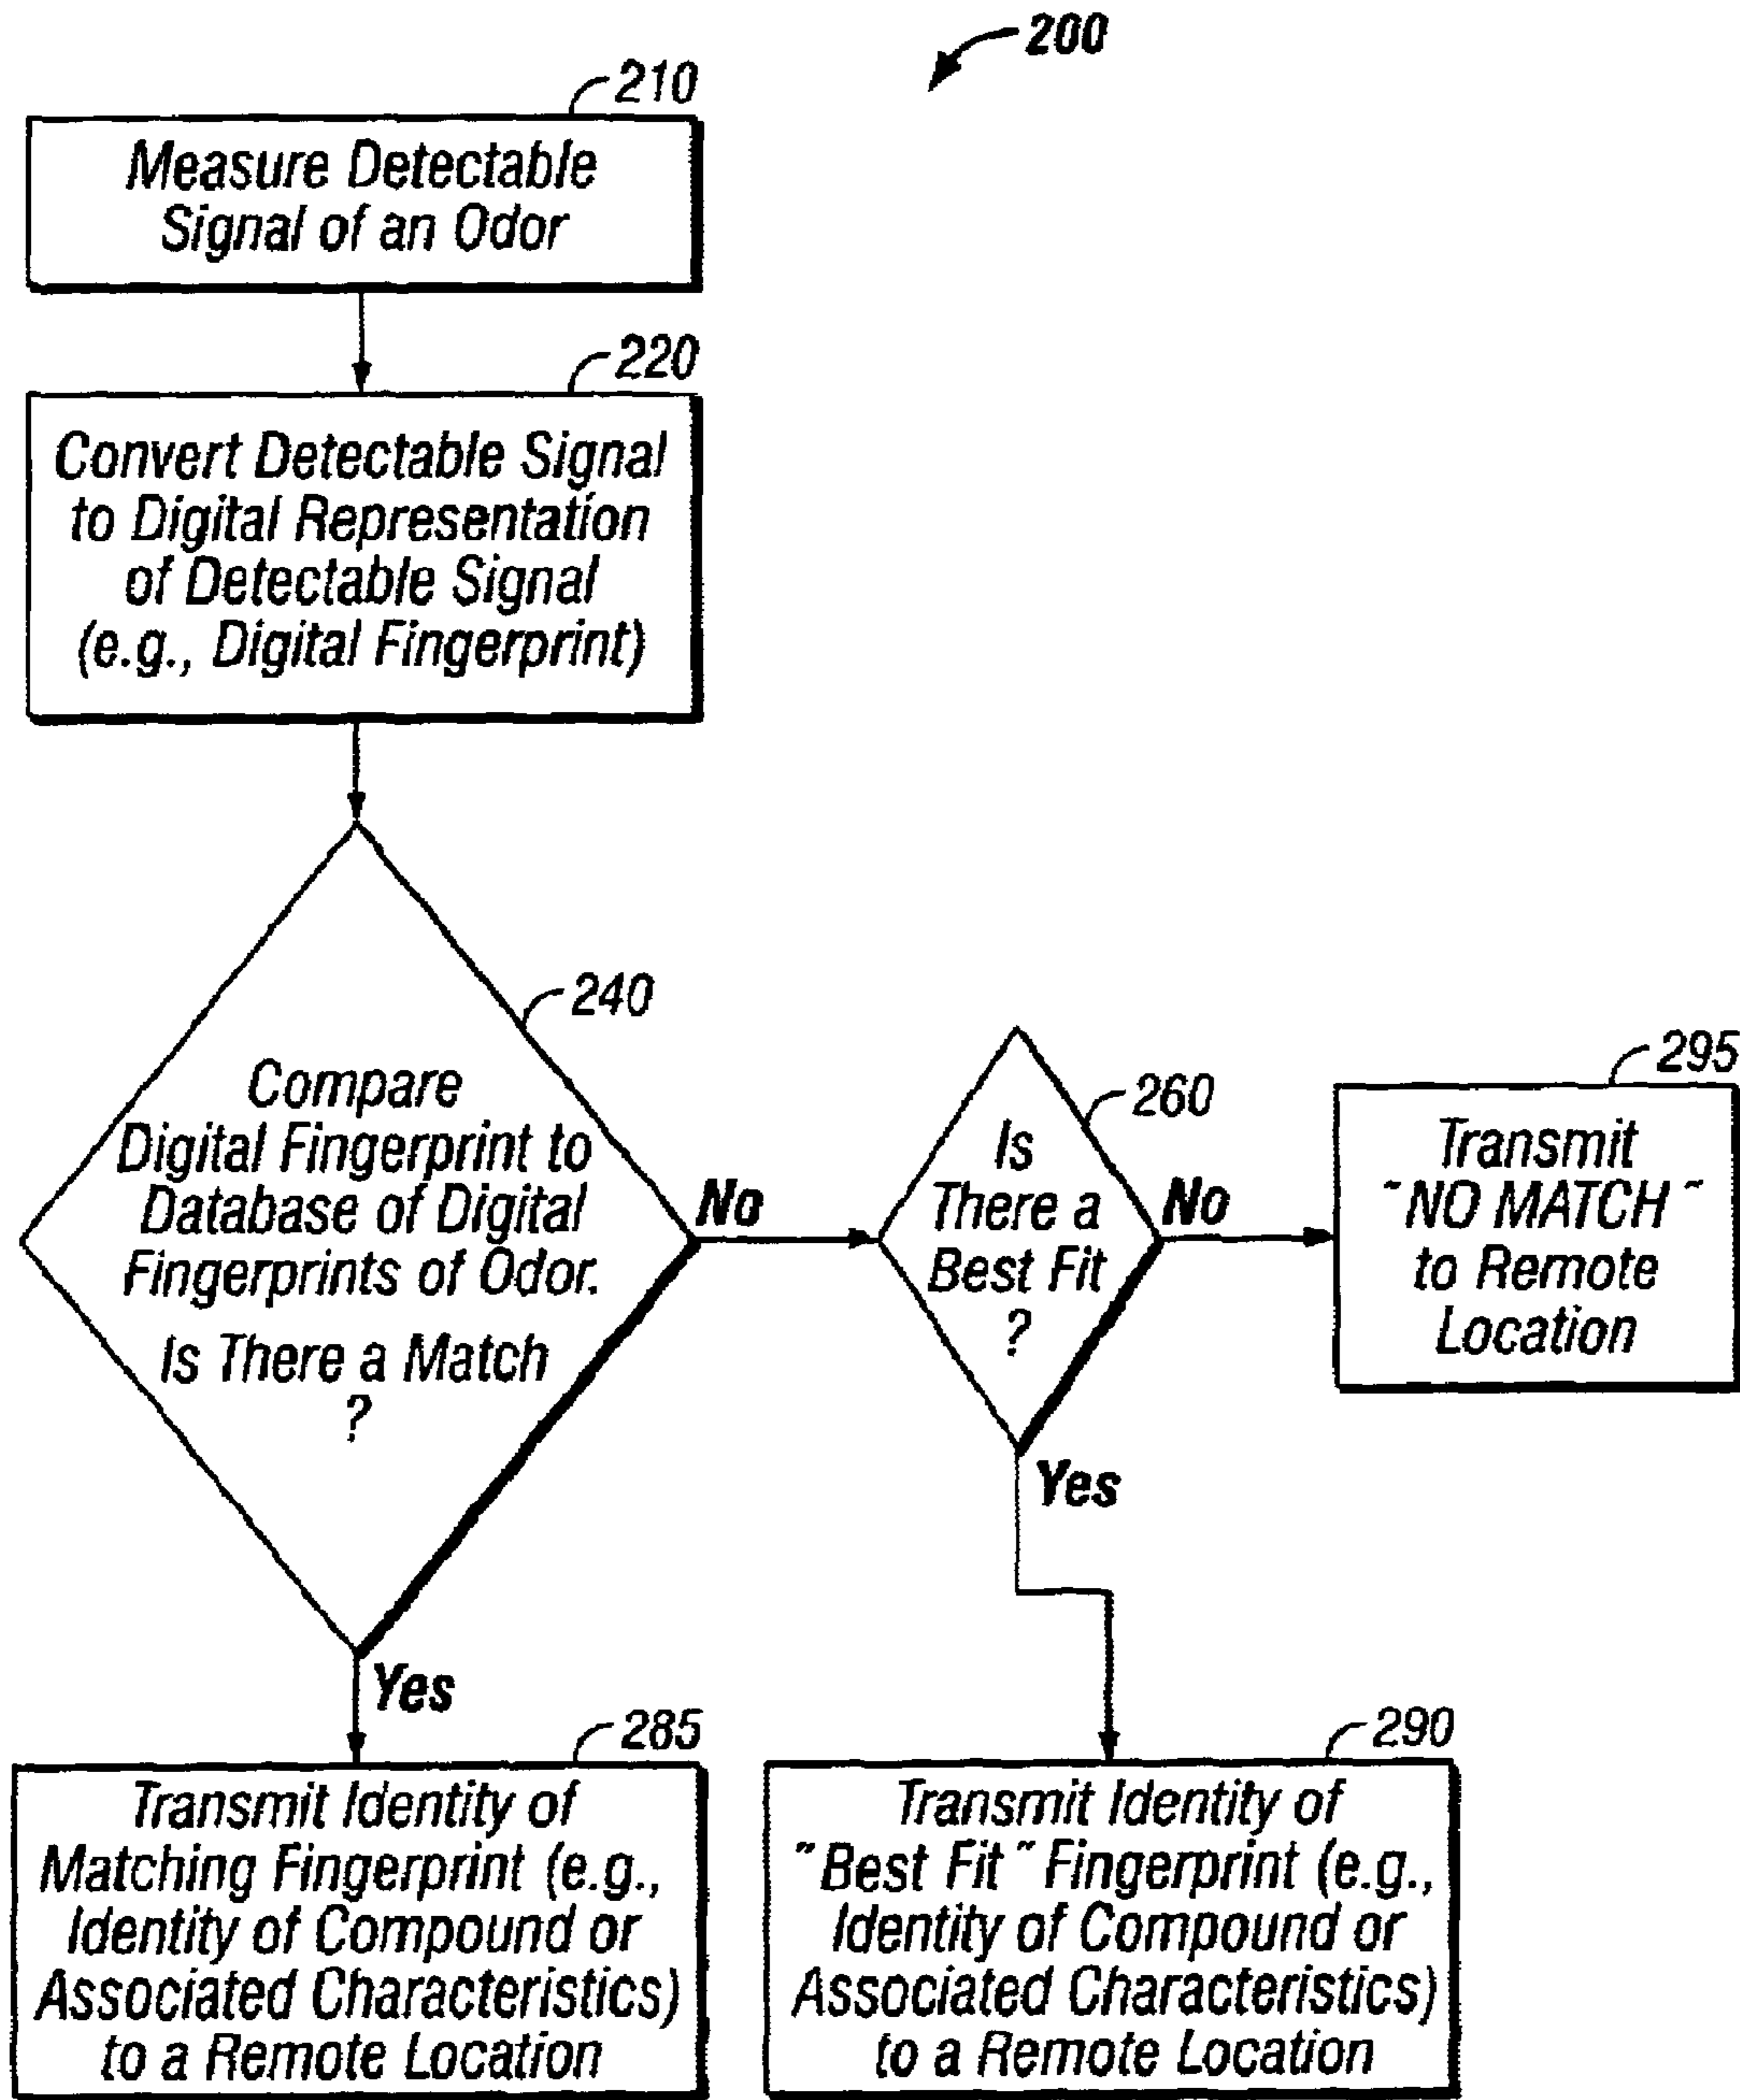 200
210
Measure Detectable
Signal of an Odor
220
Convert Detectable Signal
to Digital Representation
of Detectable Signal
(e.g., Digital Fingerprint)
240
Compare
Digital Fingerprint to
Database of Digital
Fingerprints of Odor.
Is There a Match
?
No
Yes
260
Is
There a
Best Fit
?
No
Yes
295
Transmit
"NO MATCH"
to Remote
Location
285
Transmit Identity of
Matching Fingerprint (e.g.,
Identity of Compound or
Associated Characteristics)
to a Remote Location
290
Transmit Identity of
"Best Fit" Fingerprint (e.g.,
Identity of Compound or
Associated Characteristics)
to a Remote Location